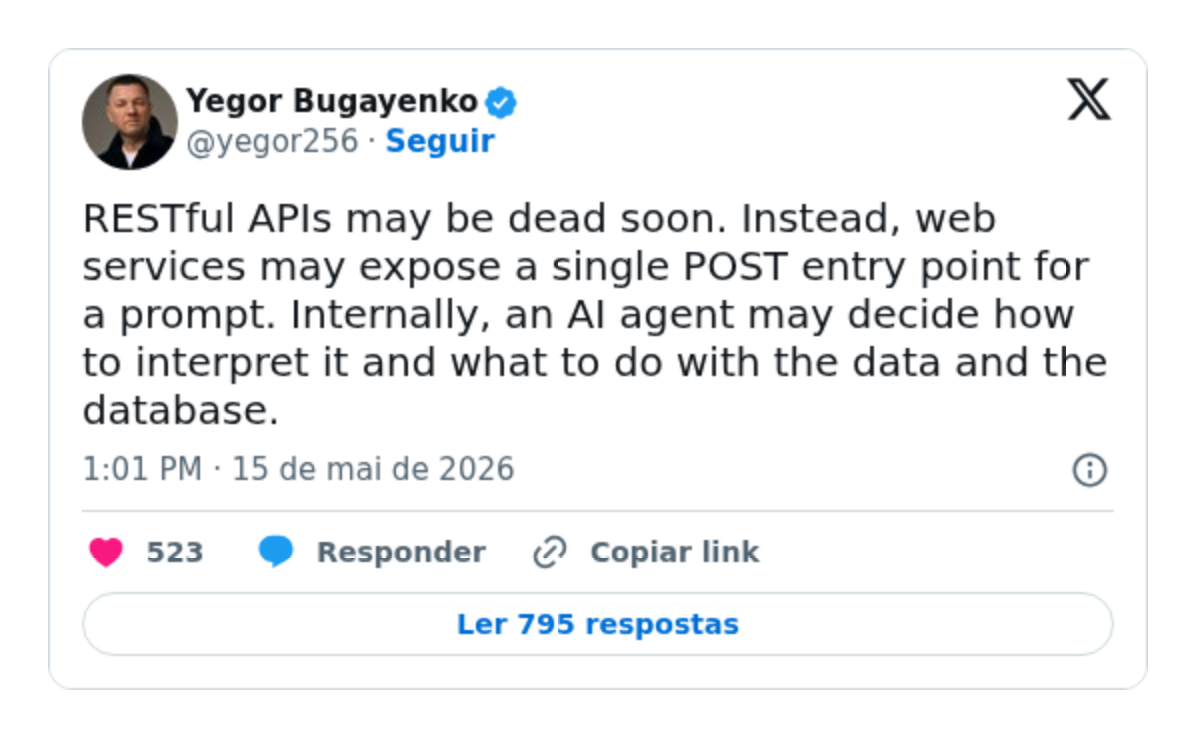 Yegor Bugayenko
@yegor256 · Seguir
RESTful APIs may be dead soon. Instead, web
services may expose a single POST entry point for
a prompt. Internally, an AI agent may decide how
to interpret it and what to do with the data and the
database.
1:01 PM · 15 de mai de 2026
523 Responder Copiar link
Ler 795 respostas